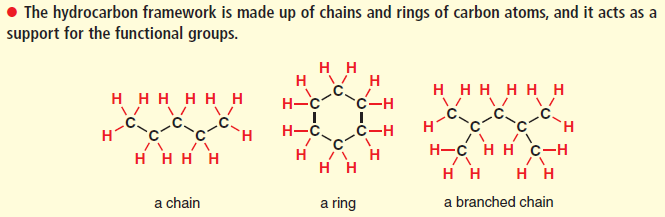 ● The hydrocarbon framework is made up of chains and rings of carbon atoms, and it acts as a
support for the functional groups.
H H H H H H
C C C
H C C H
H H H H
a chain
H H
H C H
H–C C–H
H–C C–H
H C H
H H
a ring
H H H H H H
C C C
H C C H
H–C H H C–H
H H H H
a branched chain